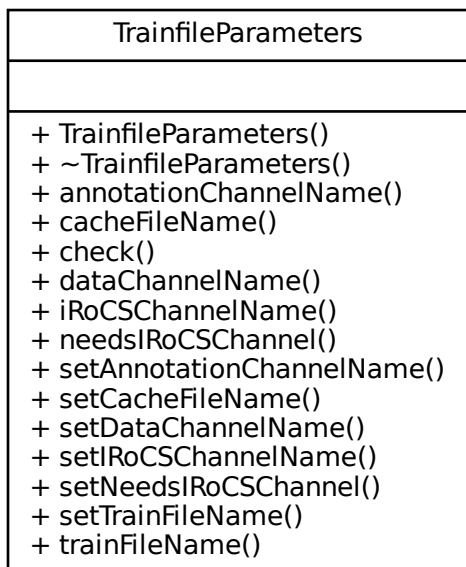 TrainfileParameters
+ TrainfileParameters()
+ ~TrainfileParameters()
+ annotationChannelName()
+ cacheFileName()
+ check()
+ dataChannelName()
+ iRoCSChannelName()
+ needsIRoCSChannel()
+ setAnnotationChannelName()
+ setCacheFileName()
+ setDataChannelName()
+ setIRoCSChannelName()
+ setNeedsIRoCSChannel()
+ setTrainFileName()
+ trainFileName()